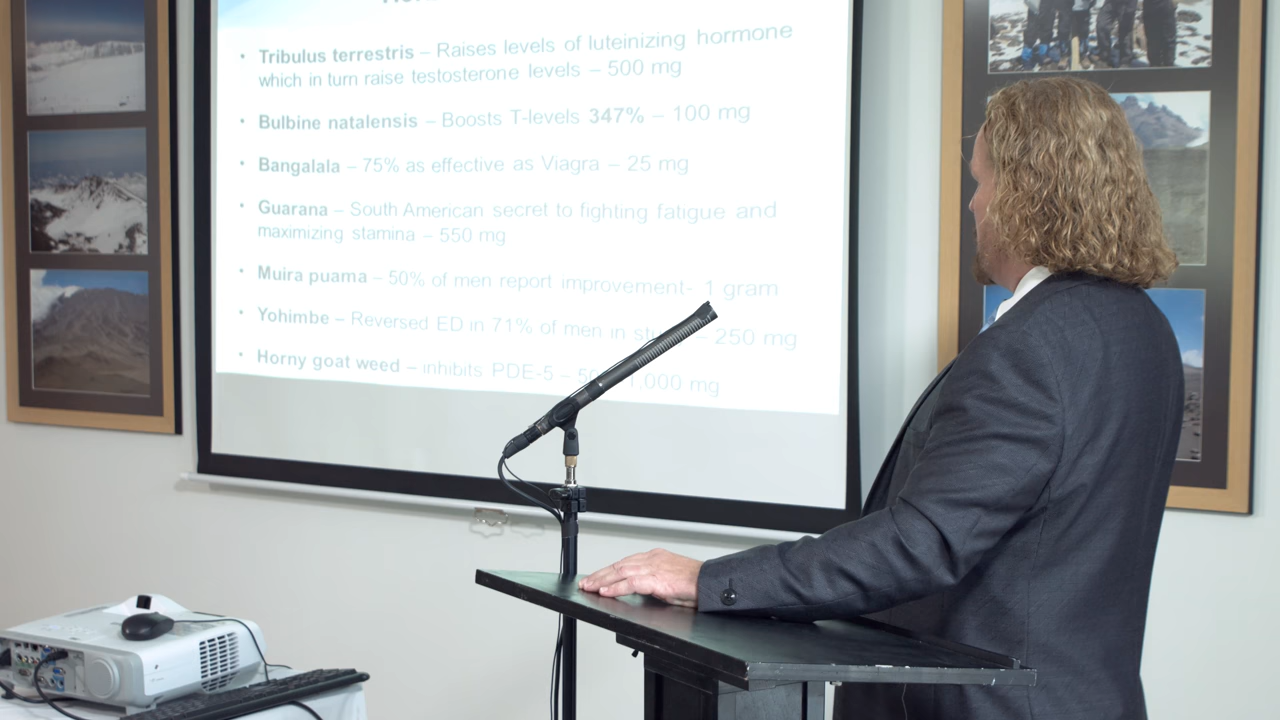 Tribulus terrestris – Raises levels of luteinizing hormone
which in turn raise testosterone levels – 500 mg
Bulbine natalensis – Boosts T-levels 347% – 100 mg
Bangalala – 75% as effective as Viagra – 25 mg
Guarana – South American secret to fighting fatigue and
maximizing stamina – 550 mg
Muira puama – 50% of men report improvement- 1 gram
Yohimbe – Reversed ED in 71% of men in – 250 mg
Horny goat weed – inhibits PDE-5 – 1,000 mg